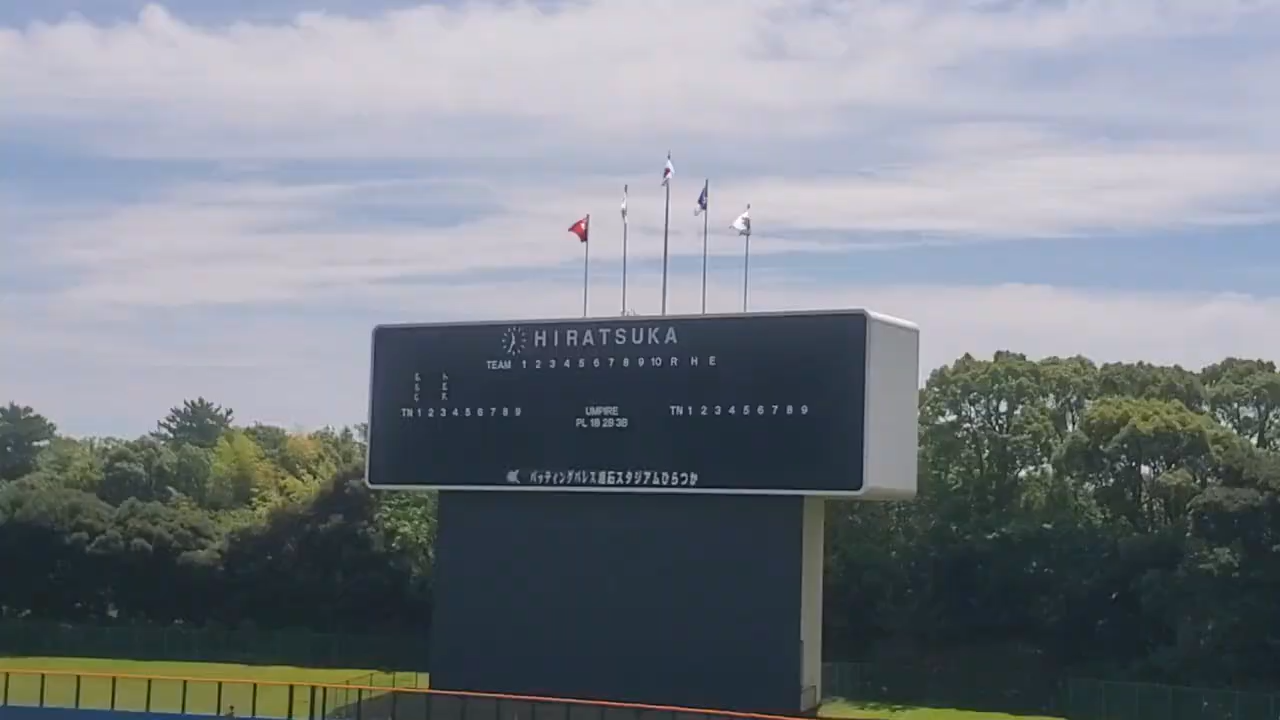 HIRATSUKA
TEAM 1 2 3 4 5 6 7 8 9 10 R H E
TN 1 2 3 4 5 6 7 8 9
UMPIRE
PL 1B 2B 3B
TN 1 2 3 4 5 6 7 8 9
バッティングパレス相石スタジアムひらつか